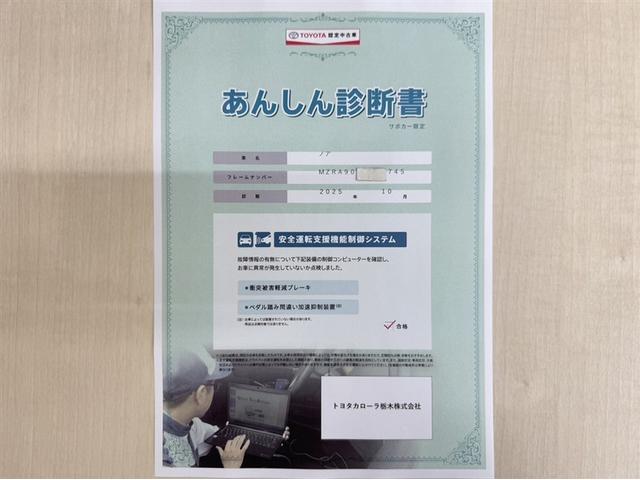 TOYOTA 認定中古車
あんしん診断書
サポカー限定
車名 ノア
フレームナンバー MZRA90 745
診断 2025 年 10 月
安全運転支援機能制御システム
故障情報の有無について下記装備の制御コンピューターを確認し、
お車に異常が発生していないか点検しました。
●衝突被害軽減ブレーキ
●ペダル踏み間違い加速抑制装置(※)
合格
トヨタカローラ栃木株式会社